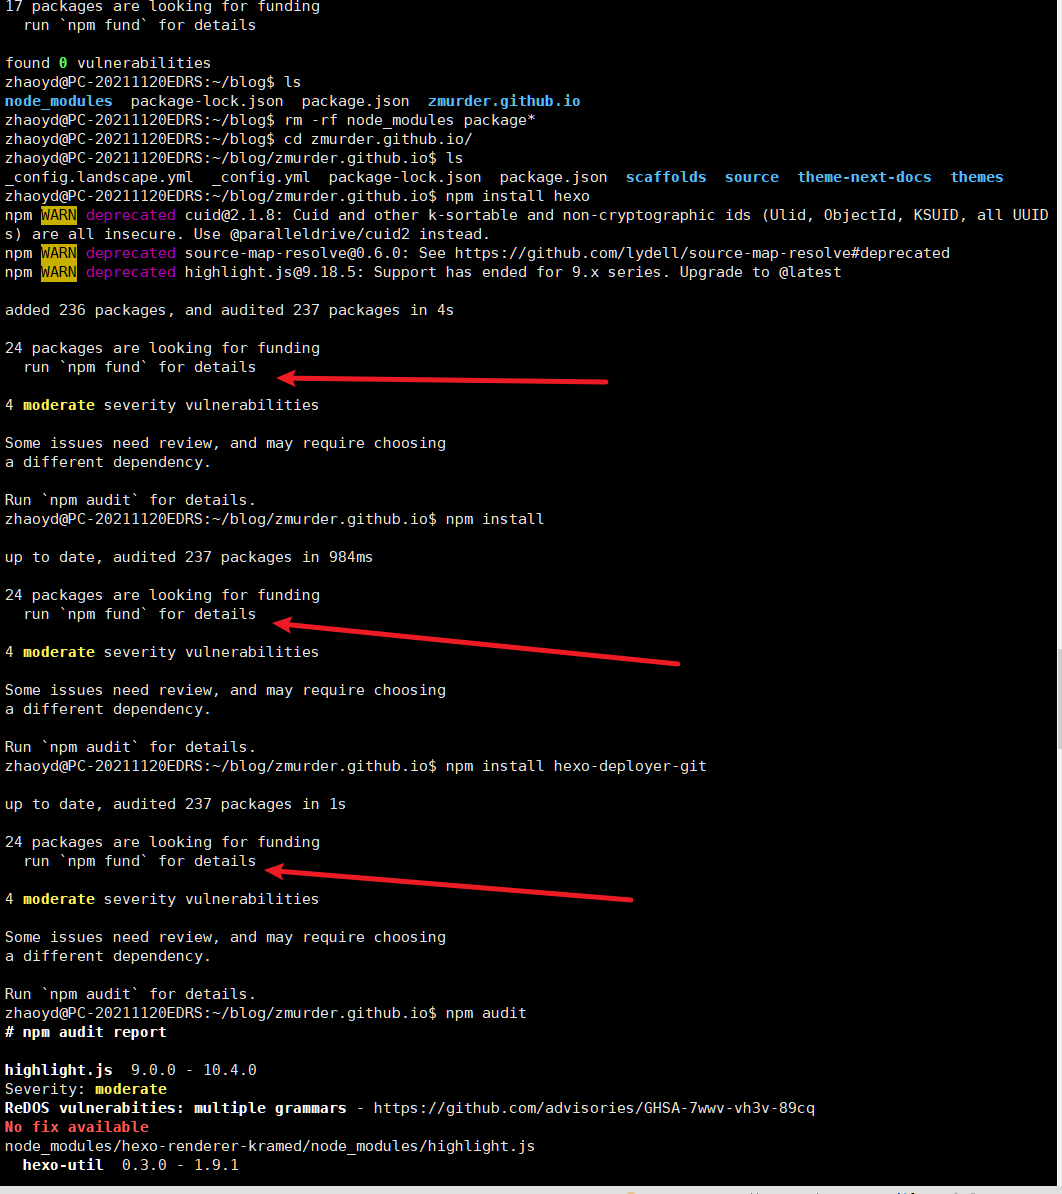 17 packages are looking for funding
  run `npm fund` for details

found 0 vulnerabilities
zhaoyd@PC-20211120EDRS:~/blog$ ls
node_modules  package-lock.json  package.json  zmurder.github.io
zhaoyd@PC-20211120EDRS:~/blog$ rm -rf node_modules package*
zhaoyd@PC-20211120EDRS:~/blog$ cd zmurder.github.io/
zhaoyd@PC-20211120EDRS:~/blog/zmurder.github.io$ ls
_config.landscape.yml  _config.yml  package-lock.json  package.json  scaffolds  source  theme-next-docs  themes
zhaoyd@PC-20211120EDRS:~/blog/zmurder.github.io$ npm install hexo
npm WARN deprecated cuid@2.1.8: Cuid and other k-sortable and non-cryptographic ids (Ulid, ObjectId, KSUID, all UUID
s) are all insecure. Use @paralleldrive/cuid2 instead.
npm WARN deprecated source-map-resolve@0.6.0: See https://github.com/lydell/source-map-resolve#deprecated
npm WARN deprecated highlight.js@9.18.5: Support has ended for 9.x series. Upgrade to @latest

added 236 packages, and audited 237 packages in 4s

24 packages are looking for funding
  run `npm fund` for details

4 moderate severity vulnerabilities

Some issues need review, and may require choosing
a different dependency.

Run `npm audit` for details.
zhaoyd@PC-20211120EDRS:~/blog/zmurder.github.io$ npm install

up to date, audited 237 packages in 984ms

24 packages are looking for funding
  run `npm fund` for details

4 moderate severity vulnerabilities

Some issues need review, and may require choosing
a different dependency.

Run `npm audit` for details.
zhaoyd@PC-20211120EDRS:~/blog/zmurder.github.io$ npm install hexo-deployer-git

up to date, audited 237 packages in 1s

24 packages are looking for funding
  run `npm fund` for details

4 moderate severity vulnerabilities

Some issues need review, and may require choosing
a different dependency.

Run `npm audit` for details.
zhaoyd@PC-20211120EDRS:~/blog/zmurder.github.io$ npm audit
# npm audit report

highlight.js  9.0.0 - 10.4.0
Severity: moderate
ReDOS vulnerabities: multiple grammars - https://github.com/advisories/GHSA-7wwv-vh3v-89cq
No fix available
node_modules/hexo-renderer-kramed/node_modules/highlight.js
  hexo-util  0.3.0 - 1.9.1